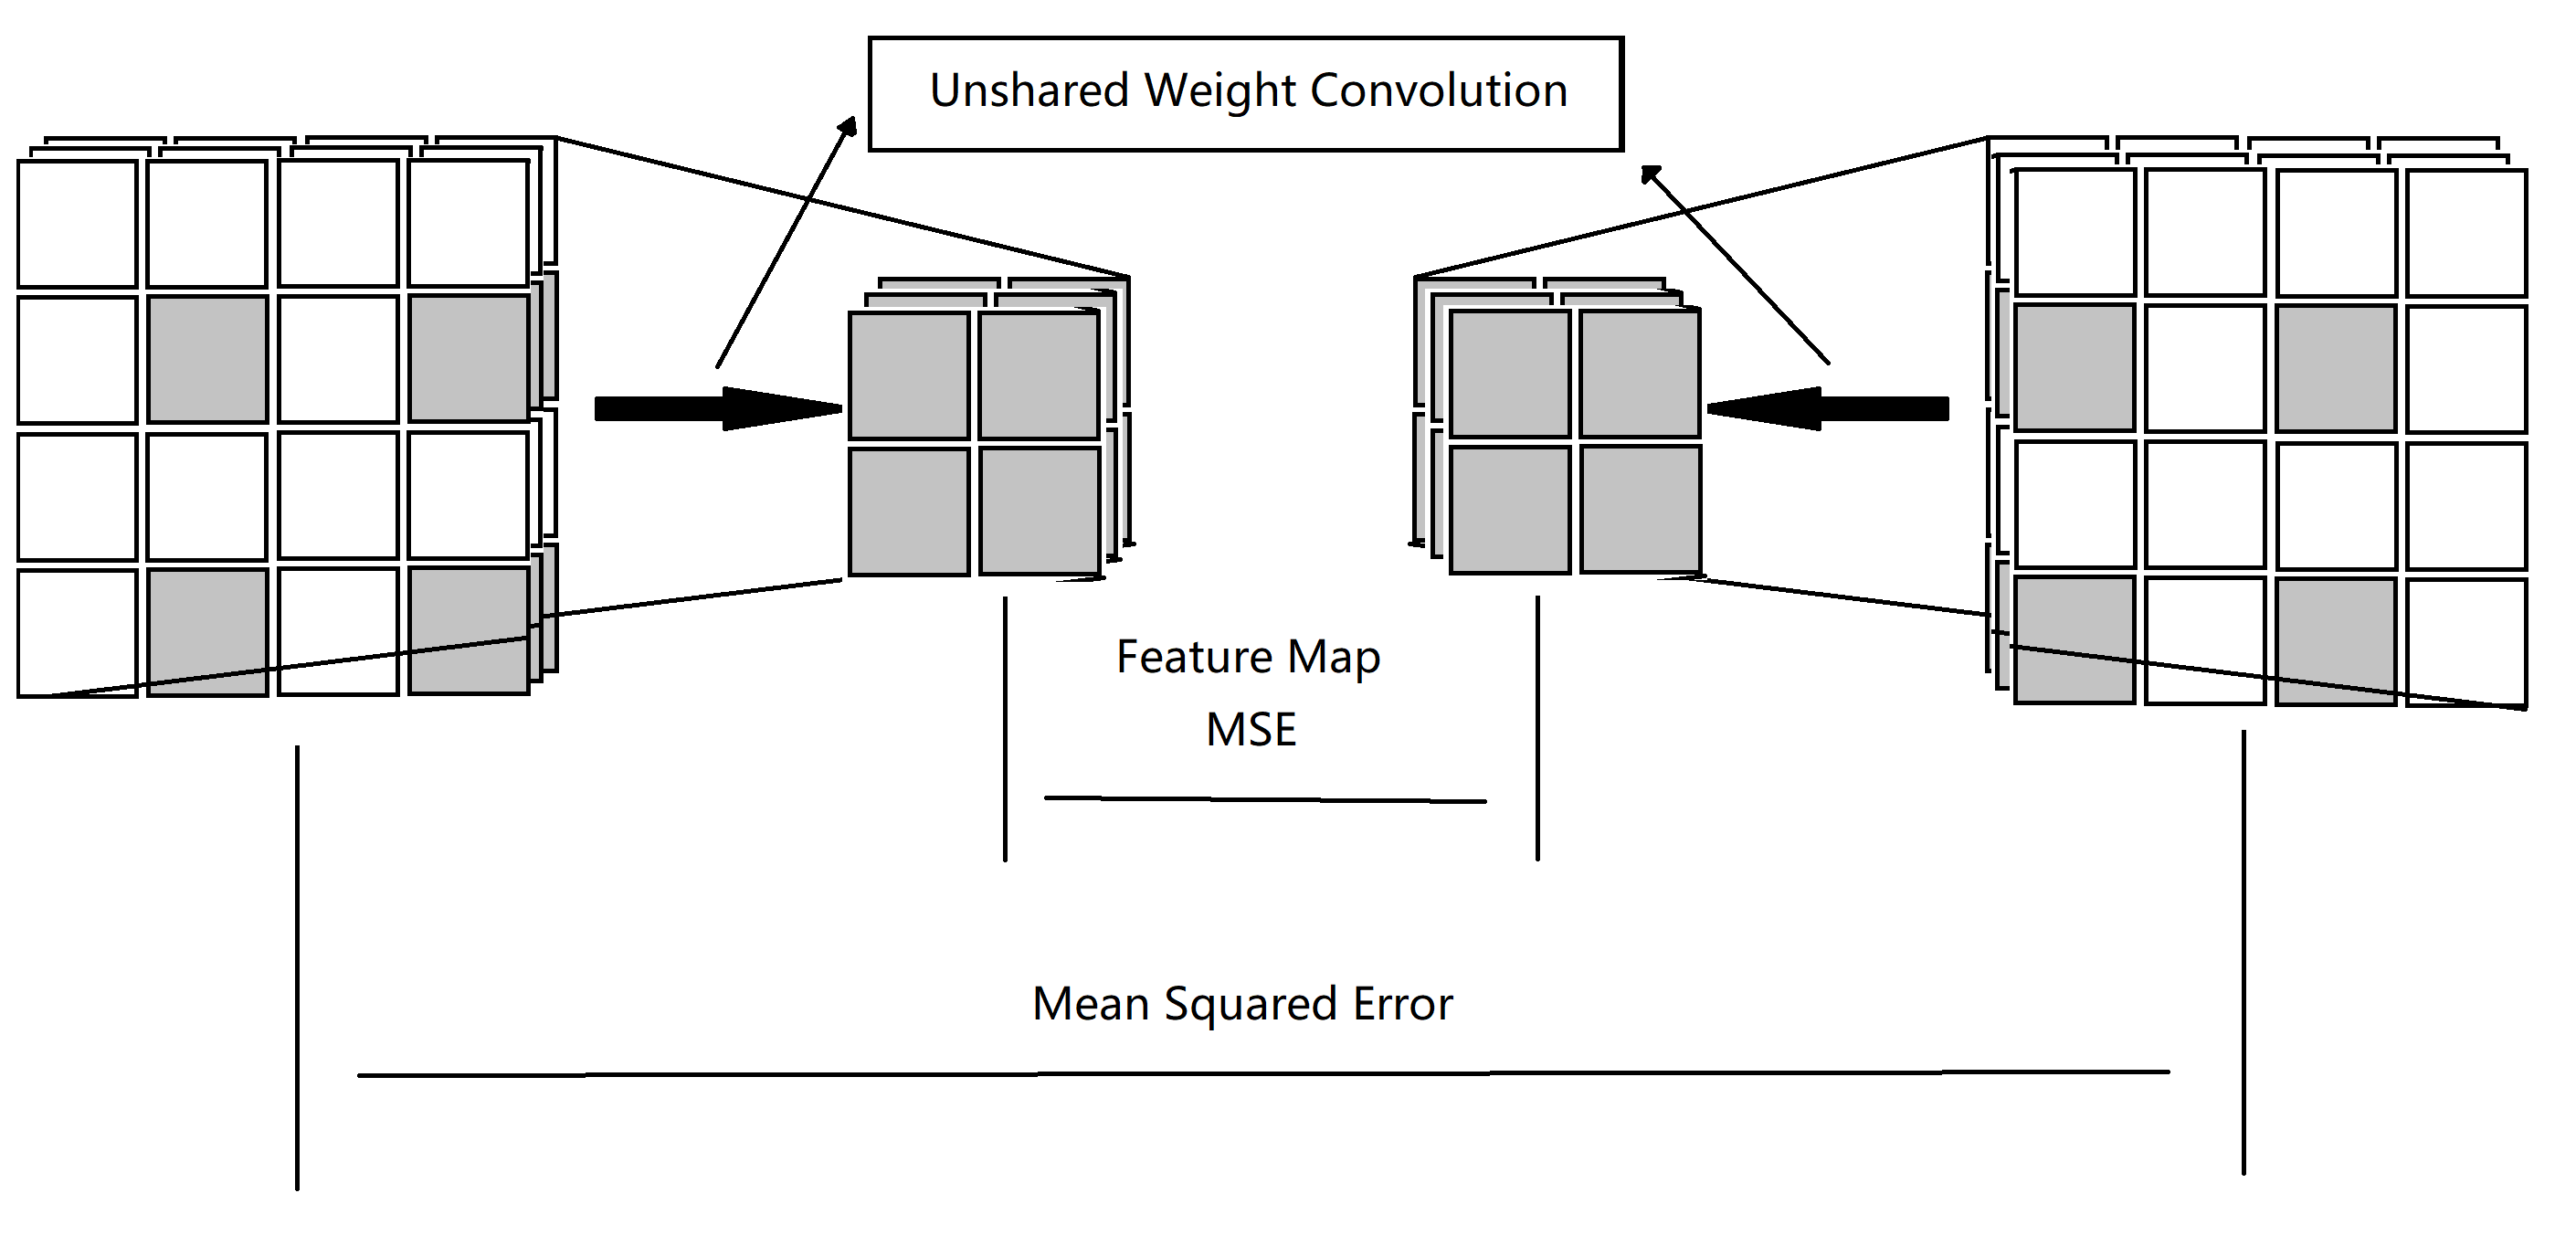 Unshared Weight Convolution
Feature Map
MSE
Mean Squared Error